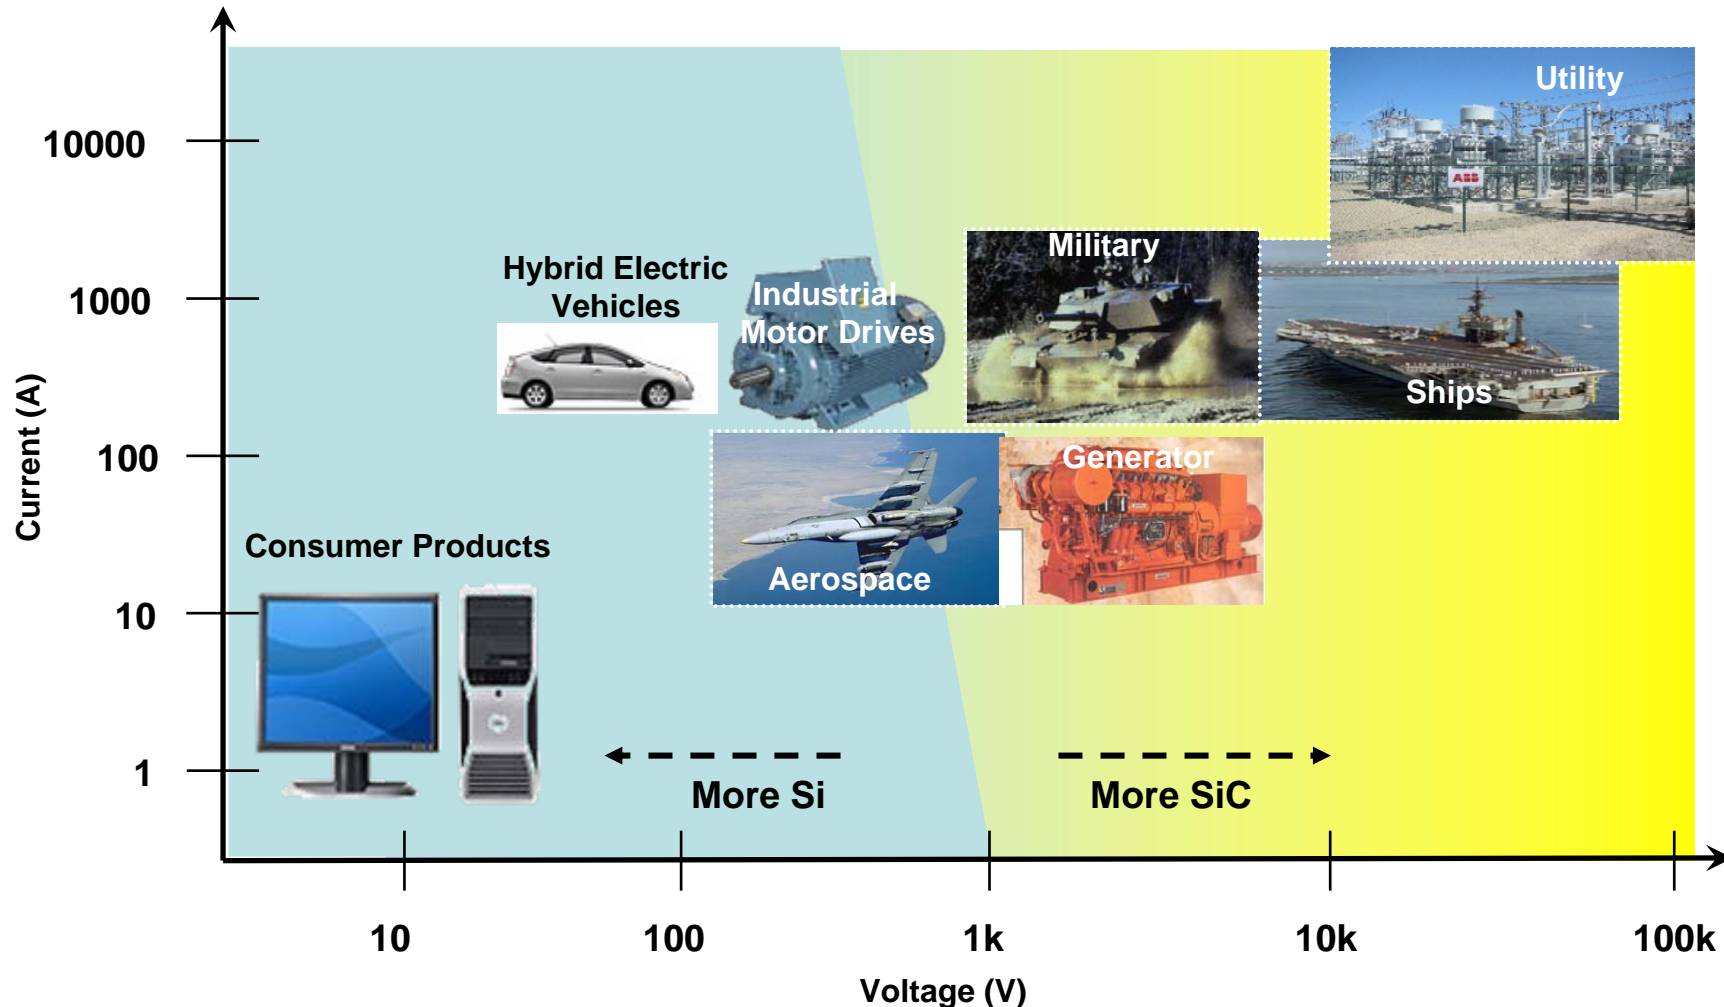 Utility
10000
ABB
Military
Hybrid Electric
Vehicles
Industrial
Motor Drives
1000
Ships
Current (A)
100
Generator
Consumer Products
Aerospace
10
1
More Si
More SiC
10
100
1k
10k
100k
Voltage (V)